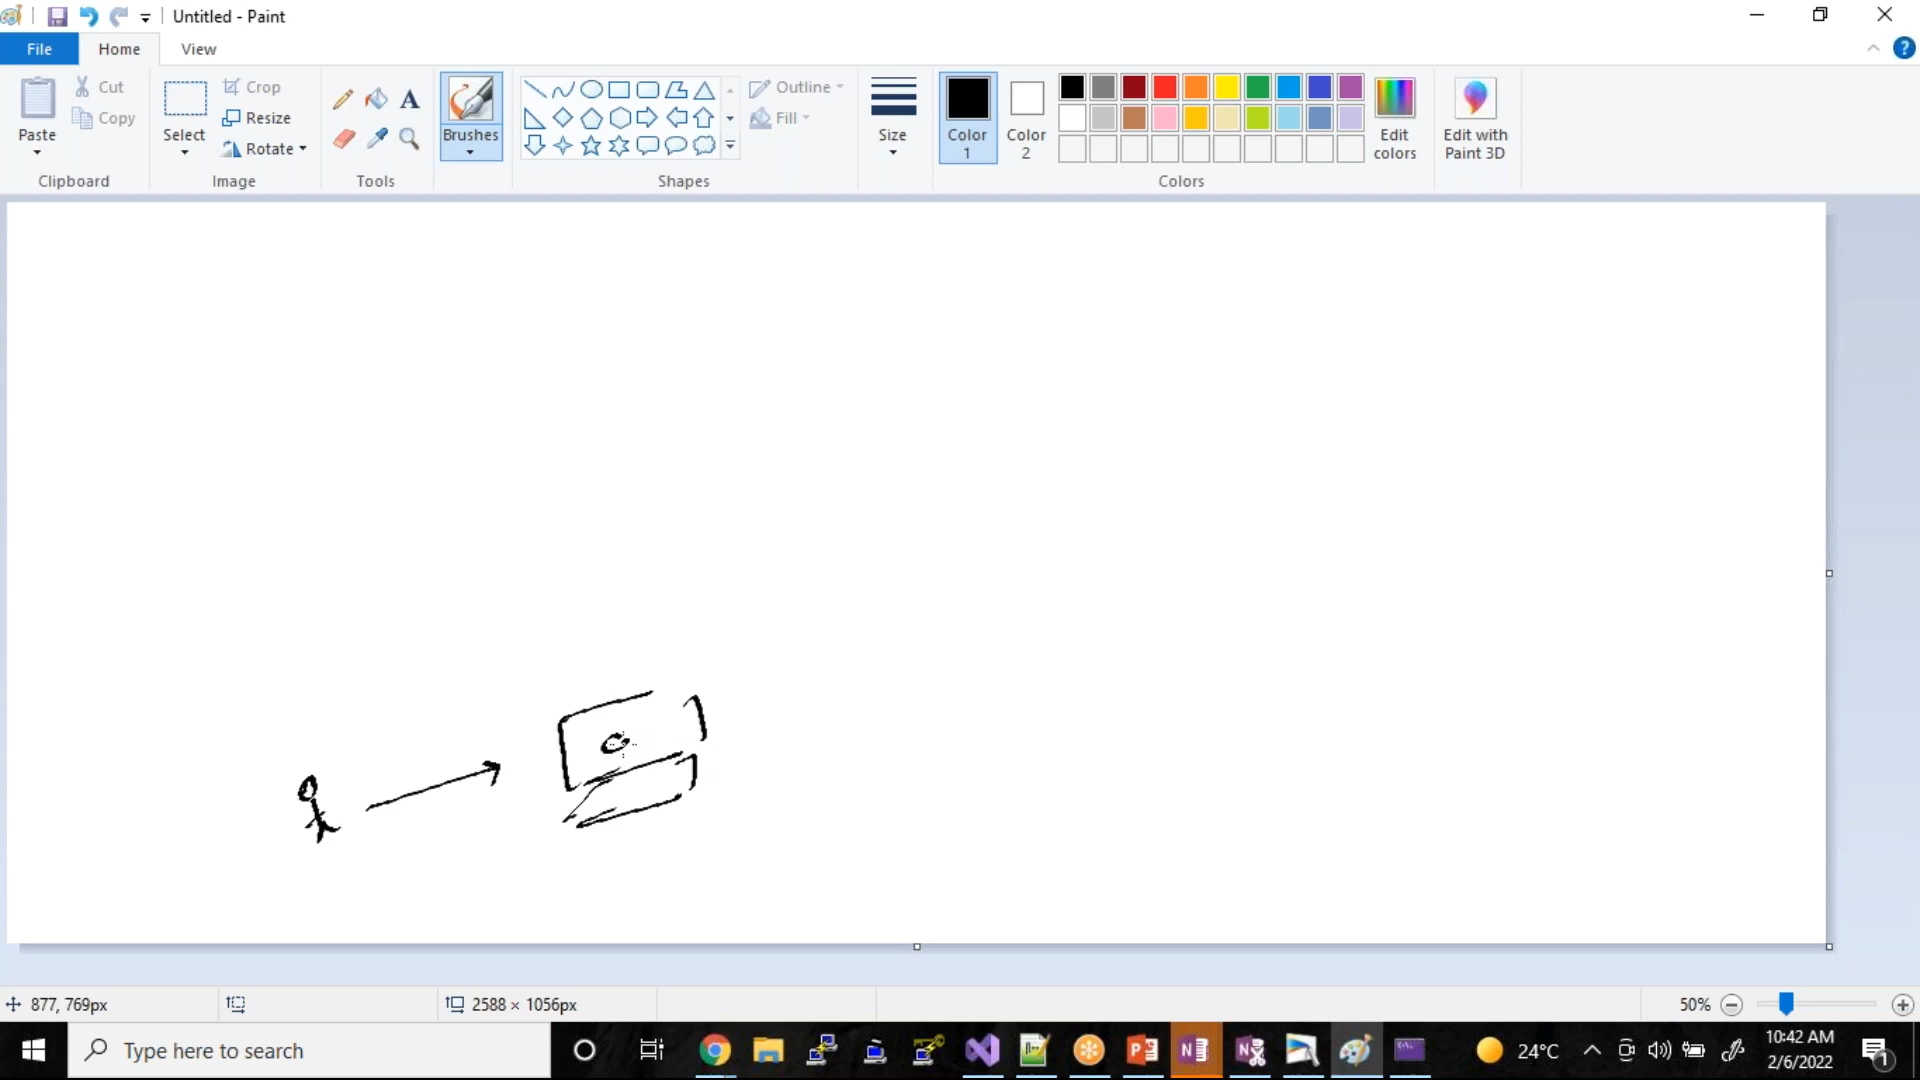 Untitled - Paint
File Home View
Paste
Cut
Copy
Clipboard
Select
Crop
Resize
Rotate
Image
Tools
Brushes
Shapes
Outline
Fill
Size
Color 1
Color 2
Edit colors
Colors
Edit with Paint 3D
877, 769px
2588 × 1056px
50%
Type here to search
24°C
10:42 AM
2/6/2022
1